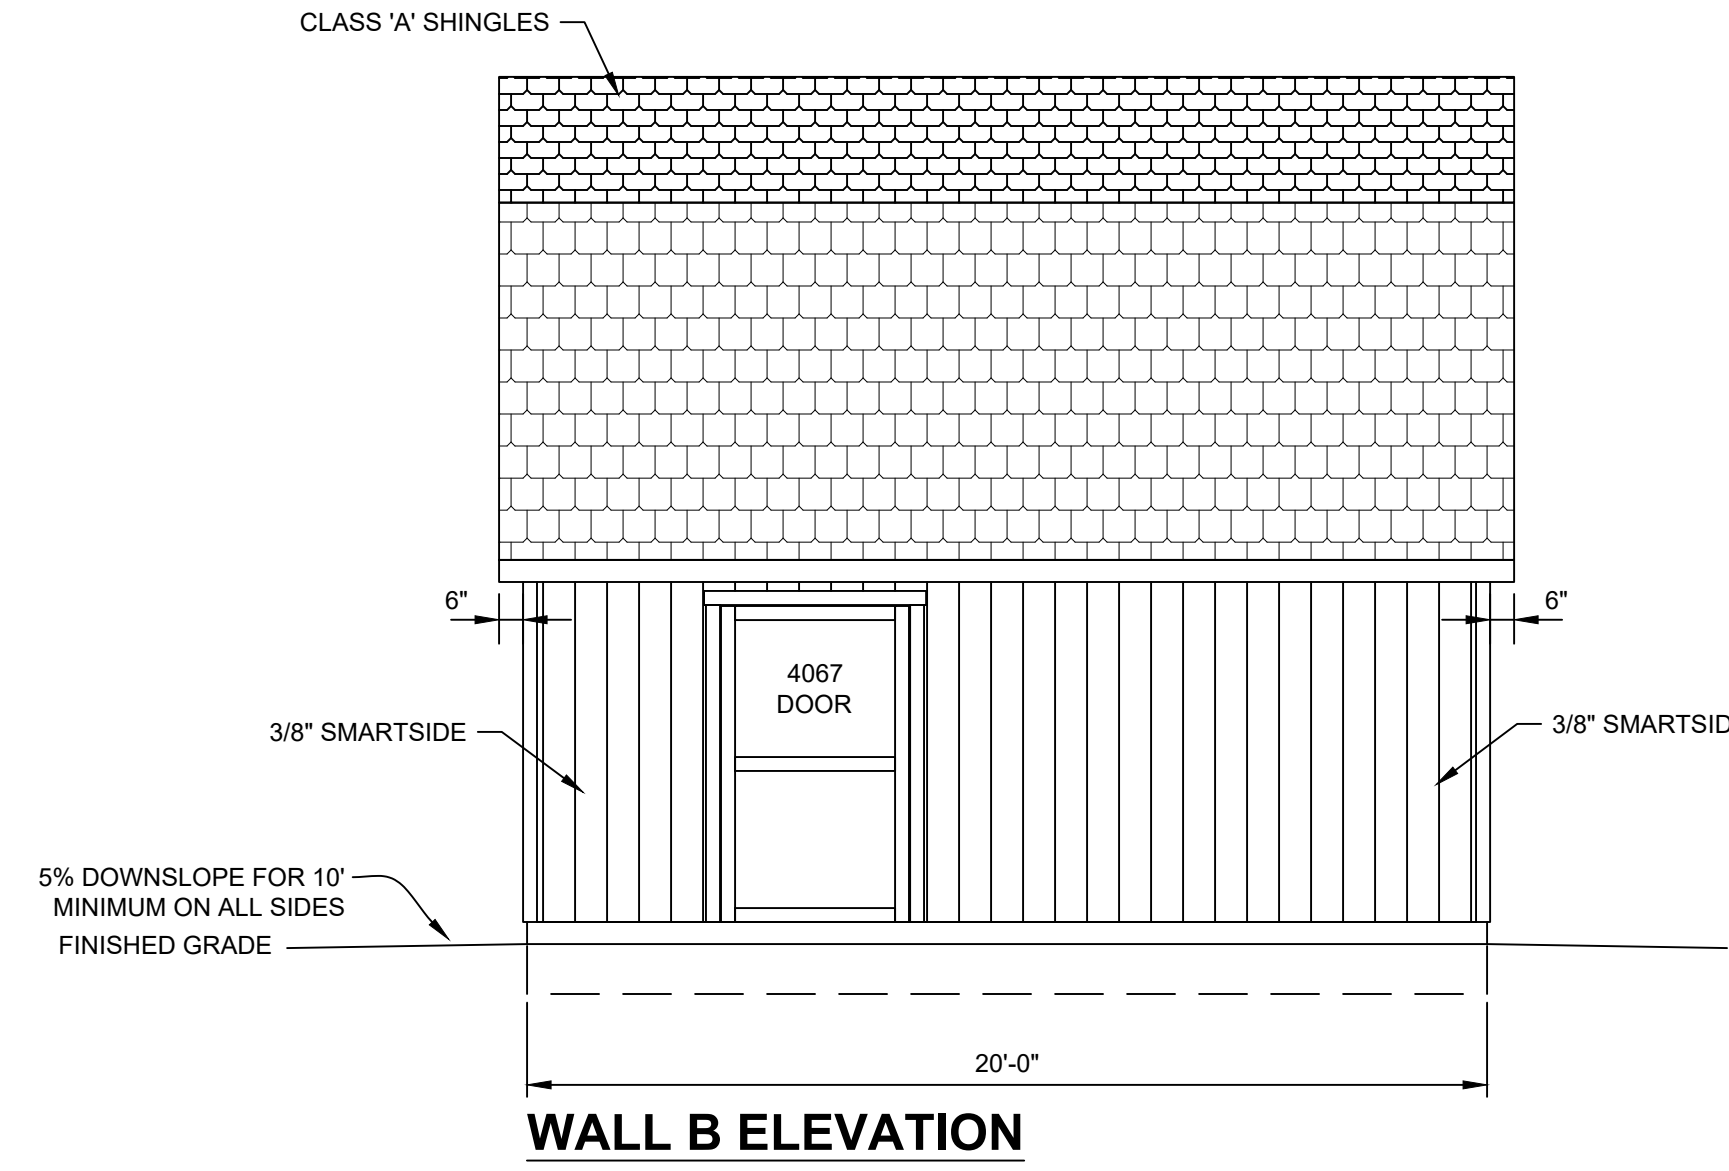 CLASS 'A' SHINGLES
6"
6"
4067
DOOR
3/8" SMARTSIDE
3/8" SMARTSID
5% DOWNSLOPE FOR 10'
MINIMUM ON ALL SIDES
FINISHED GRADE
20'-0"
WALL B ELEVATION